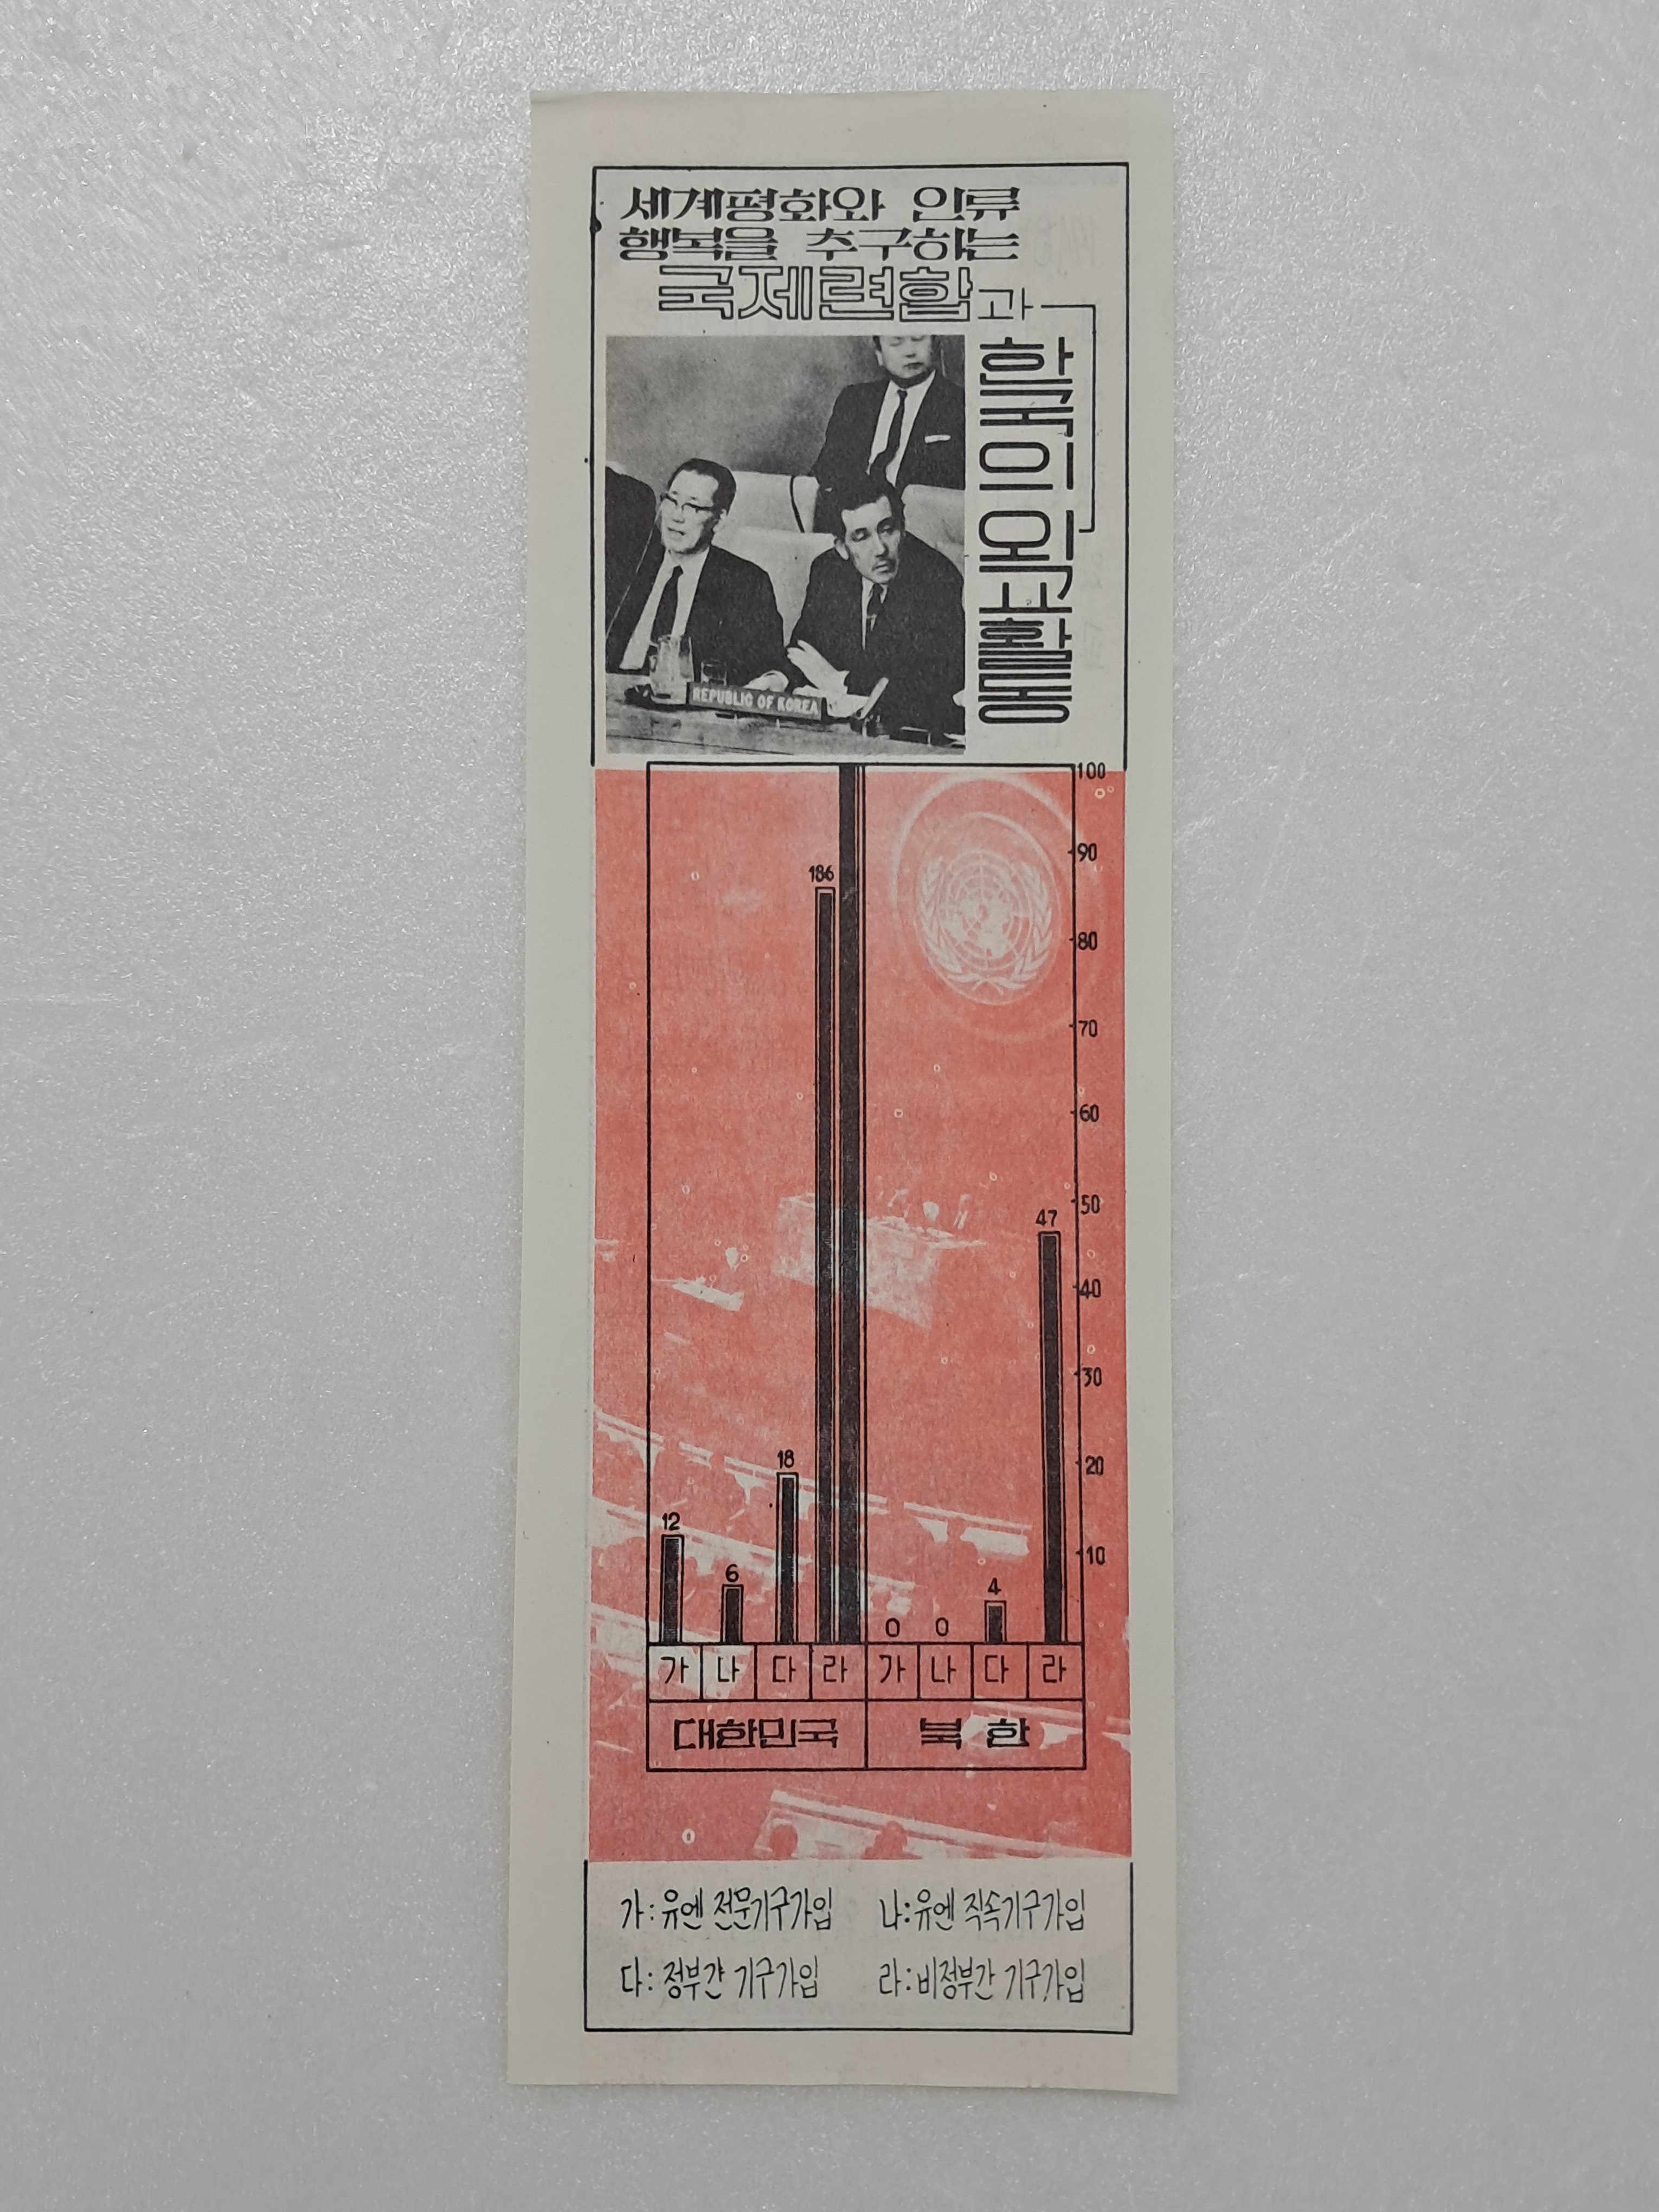 세계평화와 인류
행복을 추구하는
국제련합과
한국의 외교활동
REPUBLIC OF KOREA
100
90
80
70
60
50
40
30
20
10
186
47
18
12
6
4
0 0
가 나 다 라 가 나 다 라
대한민국 북한
가: 유엔 전문기구가입 나: 유엔 직속기구가입
다: 정부간 기구가입 라: 비정부간 기구가입